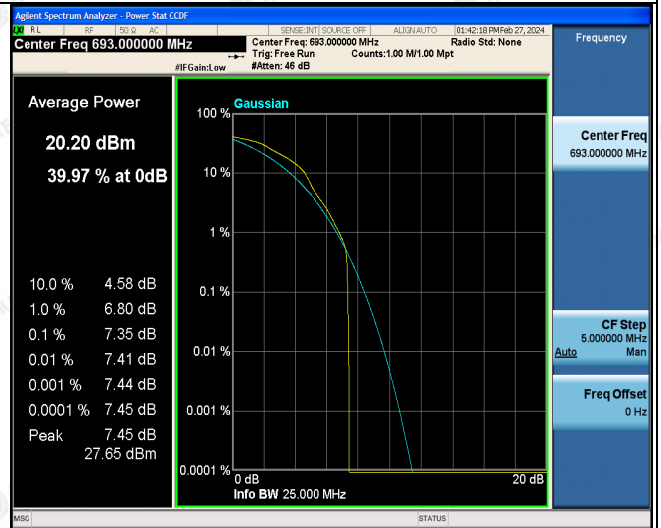 Agilent Spectrum Analyzer - Power Stat CCDF
LXI RL RF 50 Ω AC SENSE:INT SOURCE OFF ALIGNAUTO 01:42:18 PMFeb 27, 2024
Center Freq 693.000000 MHz
Center Freq: 693.000000 MHz Radio Std: None
Trig: Free Run Counts:1.00 M/1.00 Mpt
#IFGain:Low #Atten: 46 dB
Frequency
Average Power
20.20 dBm
39.97 % at 0dB
10.0 % 4.58 dB
1.0 % 6.80 dB
0.1 % 7.35 dB
0.01 % 7.41 dB
0.001 % 7.44 dB
0.0001 % 7.45 dB
Peak 7.45 dB
27.65 dBm
Gaussian
100 %
10 %
1 %
0.1 %
0.01 %
0.001 %
0.0001 %
0 dB 20 dB
Info BW 25.000 MHz
Center Freq
693.000000 MHz
CF Step
5.000000 MHz
Auto Man
Freq Offset
0 Hz
MSG STATUS